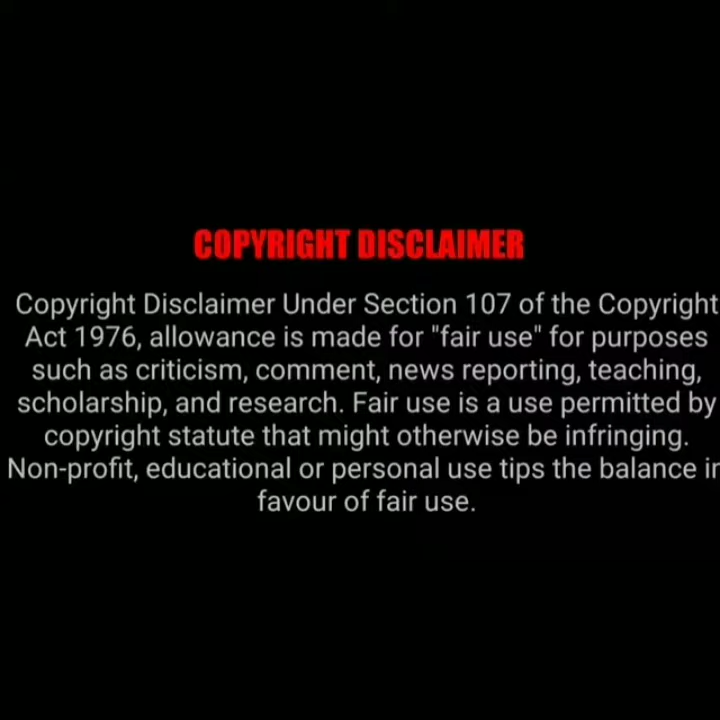 COPYRIGHT DISCLAIMER
Copyright Disclaimer Under Section 107 of the Copyright
Act 1976, allowance is made for "fair use" for purposes
such as criticism, comment, news reporting, teaching,
scholarship, and research. Fair use is a use permitted by
copyright statute that might otherwise be infringing.
Non-profit, educational or personal use tips the balance in
favour of fair use.